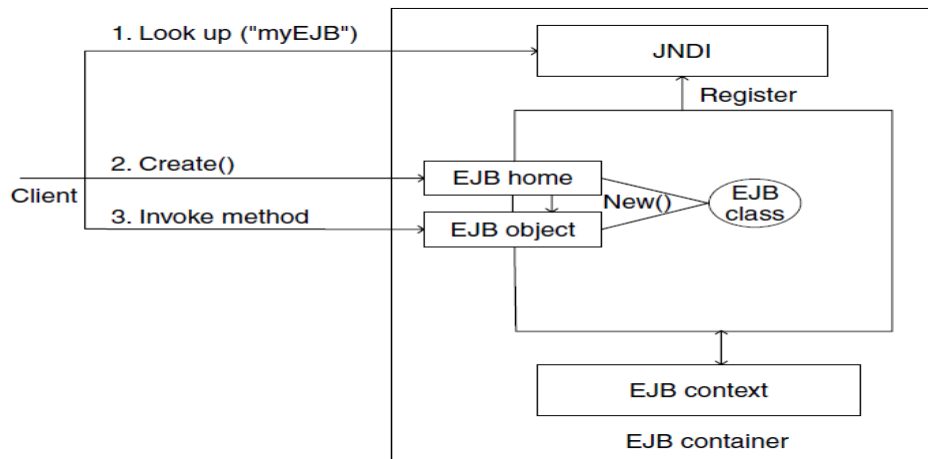 1. Look up ("myEJB")
JNDI
Register
2. Create()
EJB home
Client
New()
EJB
class
3. Invoke method
EJB object
EJB context
EJB container